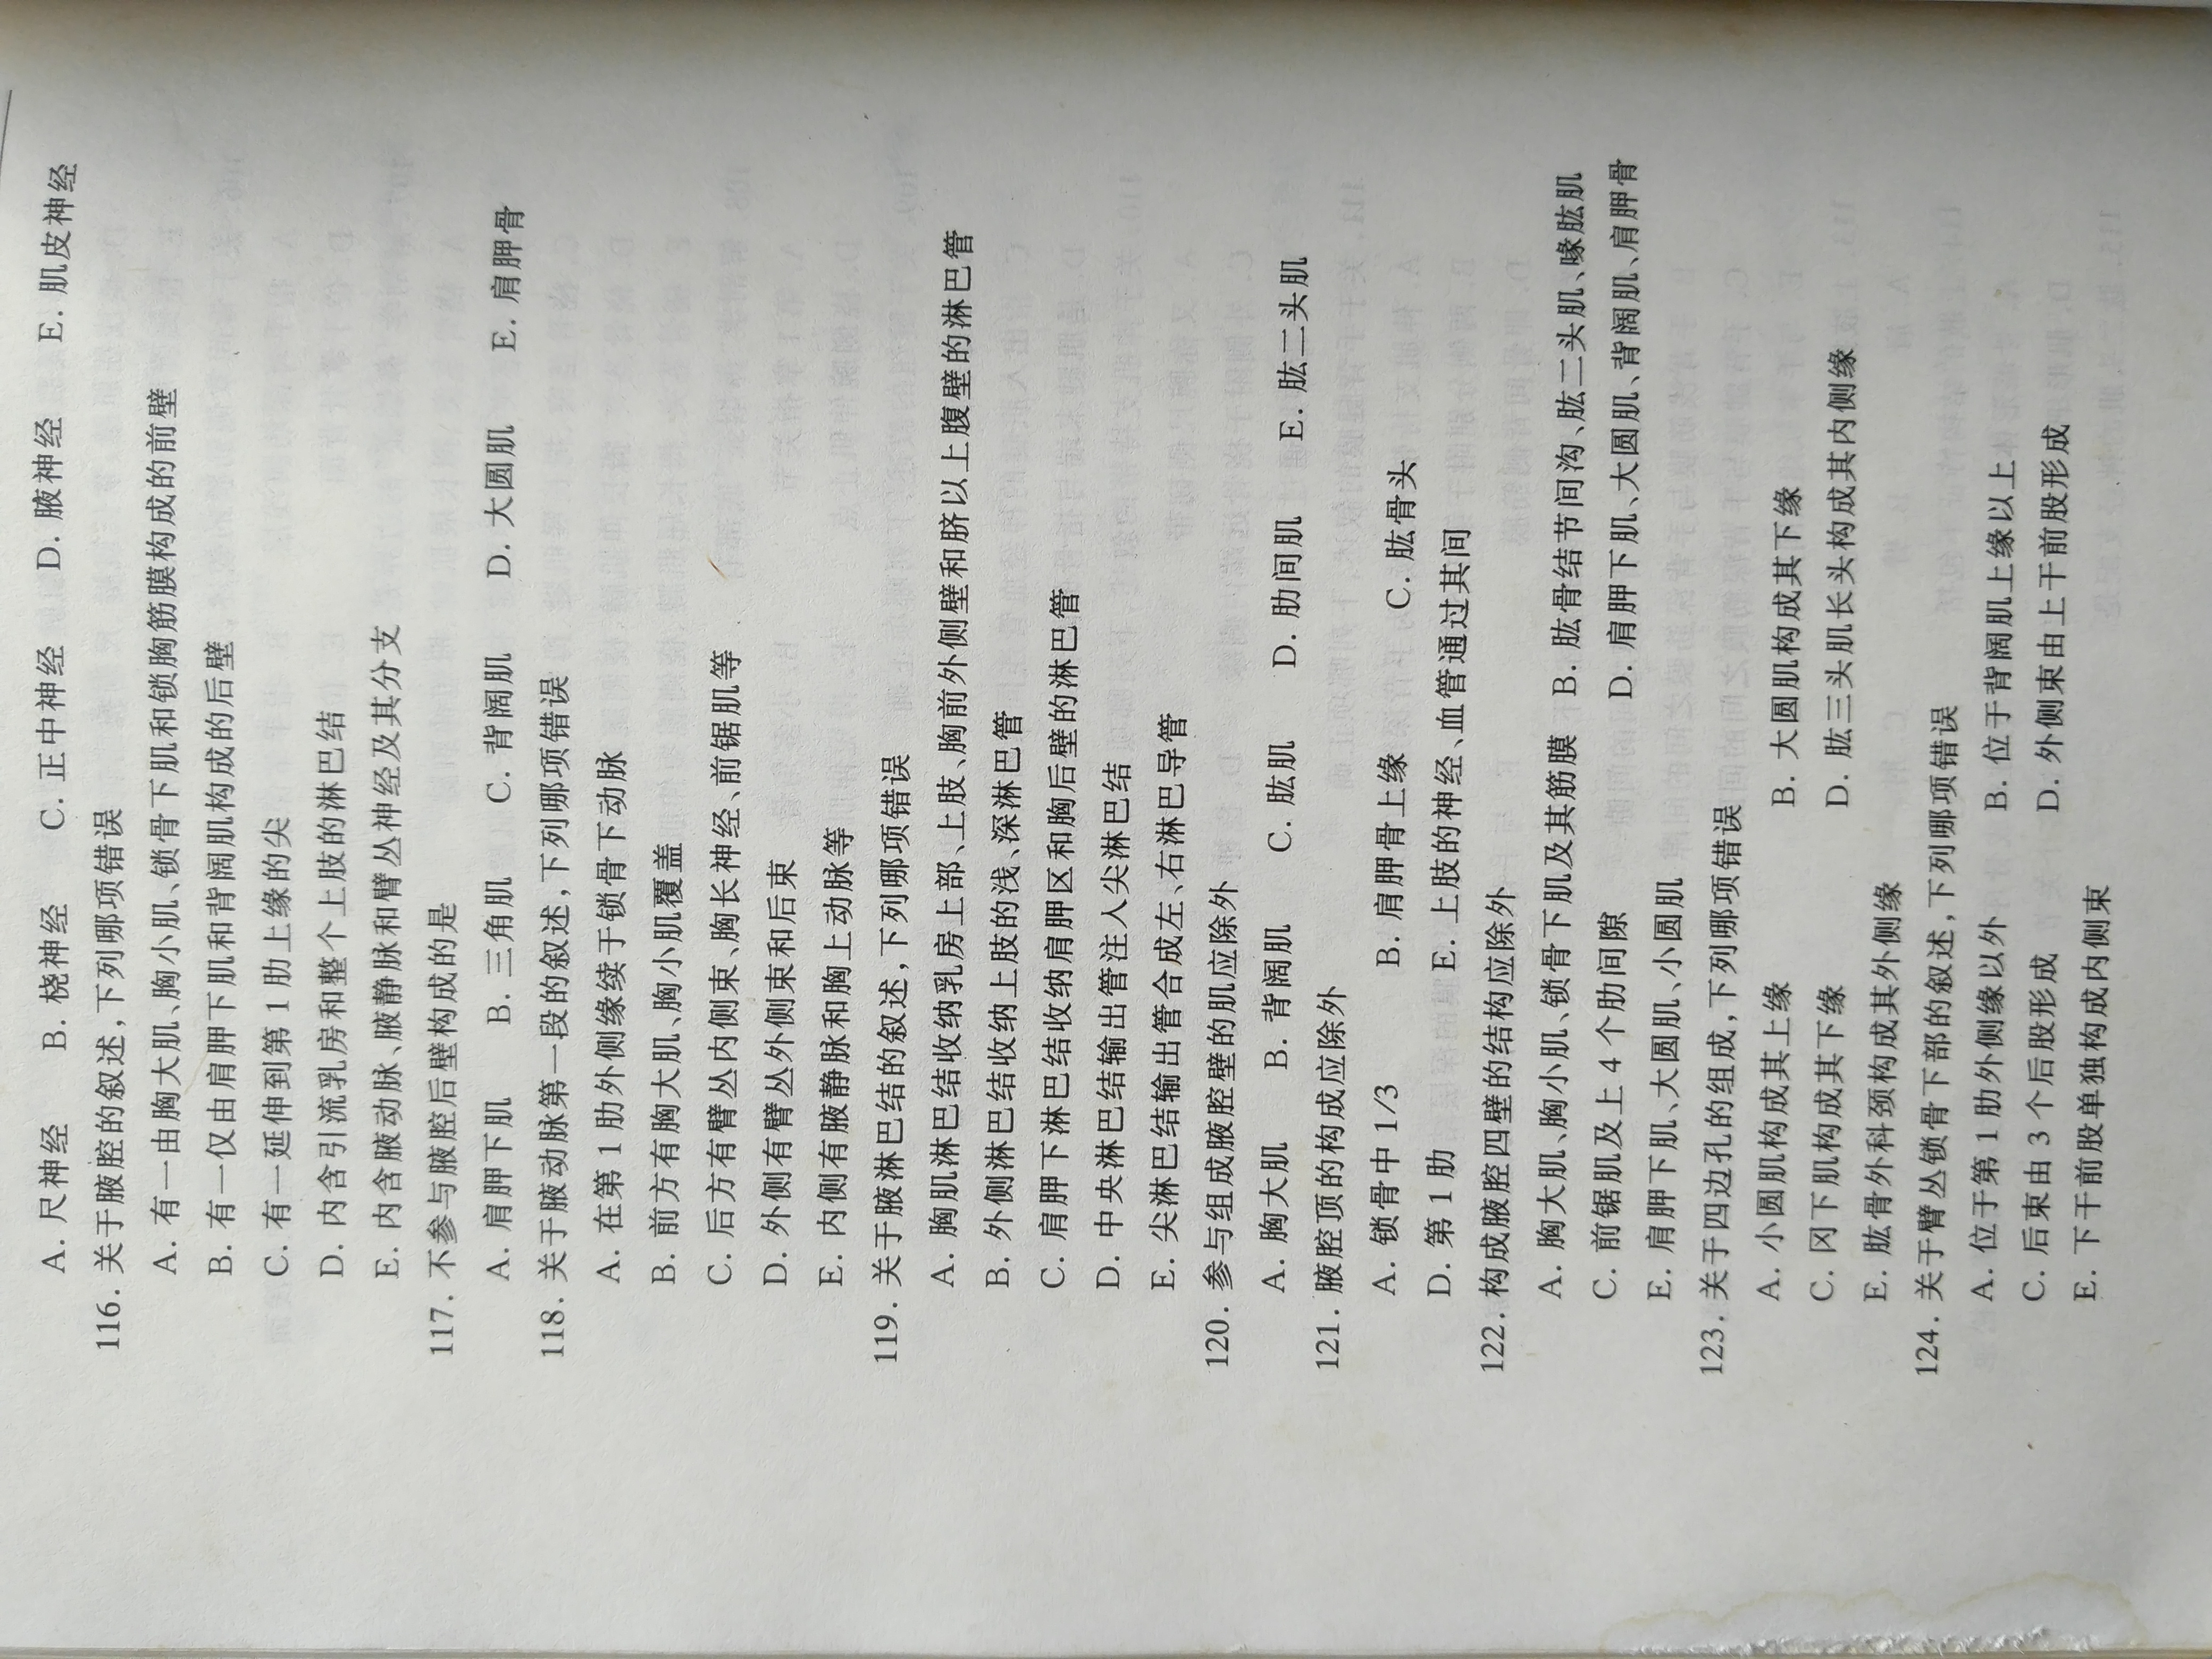 A. 尺神经 B. 桡神经 C. 正中神经 D. 腋神经 E. 肌皮神经
116. 关于腋腔的叙述,下列哪项错误
A. 有一由胸大肌、胸小肌、锁骨下肌和锁胸筋膜构成的前壁
B. 有一仅由肩胛下肌和背阔肌构成的后壁
C. 有一延伸到第1肋上缘的尖
D. 内含引流乳房和整个上肢的淋巴结
E. 内含腋动脉、腋静脉和臂丛神经及其分支
117. 不参与腋腔后壁构成的是
A. 肩胛下肌 B. 三角肌 C. 背阔肌 D. 大圆肌 E. 肩胛骨
118. 关于腋动脉第一段的叙述,下列哪项错误
A. 在第1肋外侧缘续于锁骨下动脉
B. 前方有胸大肌、胸小肌覆盖
C. 后方有臂丛内侧束、胸长神经、前锯肌等
D. 外侧有臂丛外侧束和后束
E. 内侧有腋静脉和胸上动脉等
119. 关于腋淋巴结的叙述,下列哪项错误
A. 胸肌淋巴结收纳乳房上部、上肢、胸前外侧壁和脐以上腹壁的淋巴管
B. 外侧淋巴结收纳上肢的浅、深淋巴管
C. 肩胛下淋巴结收纳肩胛区和胸后壁的淋巴管
D. 中央淋巴结输出管注入尖淋巴结
E. 尖淋巴结输出管合成左、右淋巴导管
120. 参与组成腋腔壁的肌应除外
A. 胸大肌 B. 背阔肌 C. 肱肌 D. 肋间肌 E. 肱二头肌
121. 腋腔顶的构成应除外
A. 锁骨中1/3 B. 肩胛骨上缘 C. 肱骨头
D. 第1肋 E. 上肢的神经、血管通过其间
122. 构成腋腔四壁的结构应除外
A. 胸大肌、胸小肌、锁骨下肌及其筋膜 B. 肱骨结节间沟、肱二头肌、喙肱肌
C. 前锯肌及上4个肋间隙 D. 肩胛下肌、大圆肌、背阔肌、肩胛骨
E. 肩胛下肌、大圆肌、小圆肌
123. 关于四边孔的组成,下列哪项错误
A. 小圆肌构成其上缘 B. 大圆肌构成其下缘
C. 冈下肌构成其下缘 D. 肱三头肌长头构成其内侧缘
E. 肱骨外科颈构成其外侧缘
124. 关于臂丛锁骨下部的叙述,下列哪项错误
A. 位于第1肋外侧缘以外 B. 位于背阔肌上缘以上
C. 后束由3个后股形成 D. 外侧束由上干前股形成
E. 下干前股单独构成内侧束